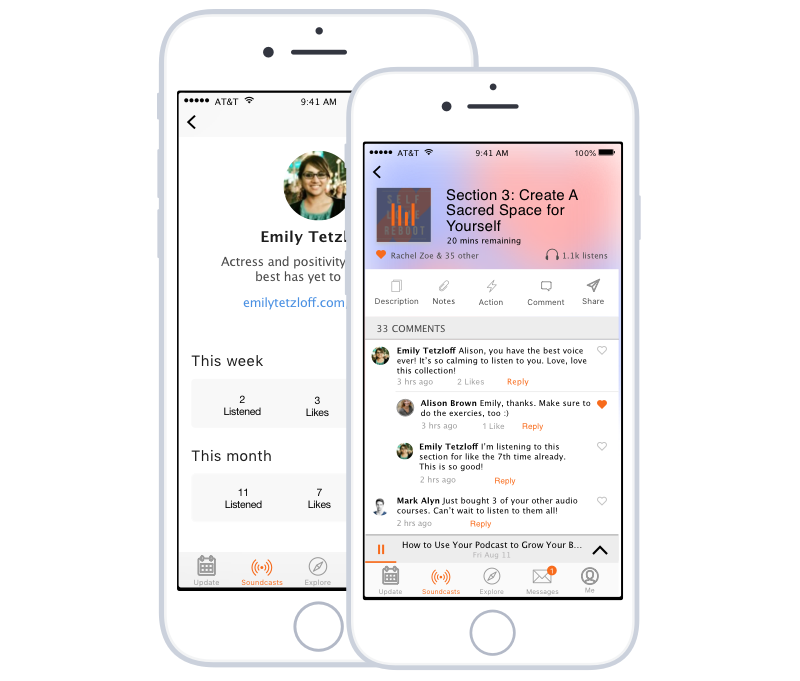 AT&T
9:41 AM
Emily Tetzl
Actress and positivity
best has yet to
emilytetzloff.com
This week
2
Listened
3
Likes
This month
11
Listened
7
Likes
Update
Soundcasts
Explore
AT&T
9:41 AM
100%
SELF
LOVE
REBOOT
Section 3: Create A
Sacred Space for
Yourself
20 mins remaining
Rachel Zoe & 35 other
1.1k listens
Description
Notes
Action
Comment
Share
33 COMMENTS
Emily Tetzloff Alison, you have the best voice
ever! It's so calming to listen to you. Love, love
this collection!
3 hrs ago 2 Likes Reply
Alison Brown Emily, thanks. Make sure to
do the exercies, too :)
3 hrs ago 1 Like Reply
Emily Tetzloff I'm listening to this
section for like the 7th time already.
This is so good!
2 hrs ago Reply
Mark Alyn Just bought 3 of your other audio
courses. Can't wait to listen to them all!
2 hrs ago Reply
How to Use Your Podcast to Grow Your B...
Fri Aug 11
Update
Soundcasts
Explore
1
Messages
Me